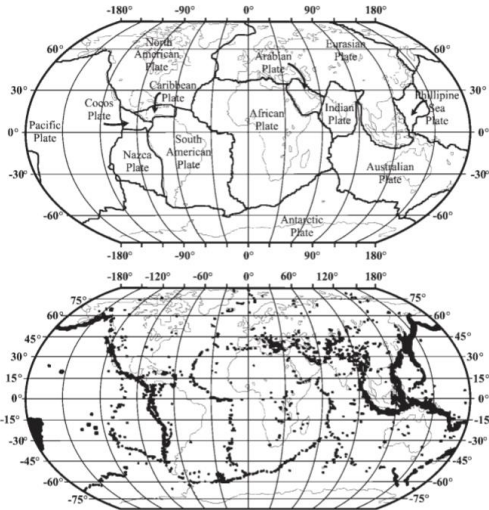 -180° -90° 0° 90° 180°
60° 60°
North American Plate
Arabian Plate
Eurasian Plate
30° 30°
Caribbean Plate
Cocos Plate
Phillipine Sea Plate
African Plate
Indian Plate
Pacific Plate
0° 0°
Nazca Plate
South American Plate
Australian Plate
-30° -30°
-60° -60°
Antarctic Plate
-180° -90° 0° 90° 180°
-180° -120° -60° 0° 60° 120° 180°
75° 75°
60° 60°
45° 45°
30° 30°
15° 15°
0° 0°
-15° -15°
-30° -30°
-45° -45°
-60° -60°
-75° -75°